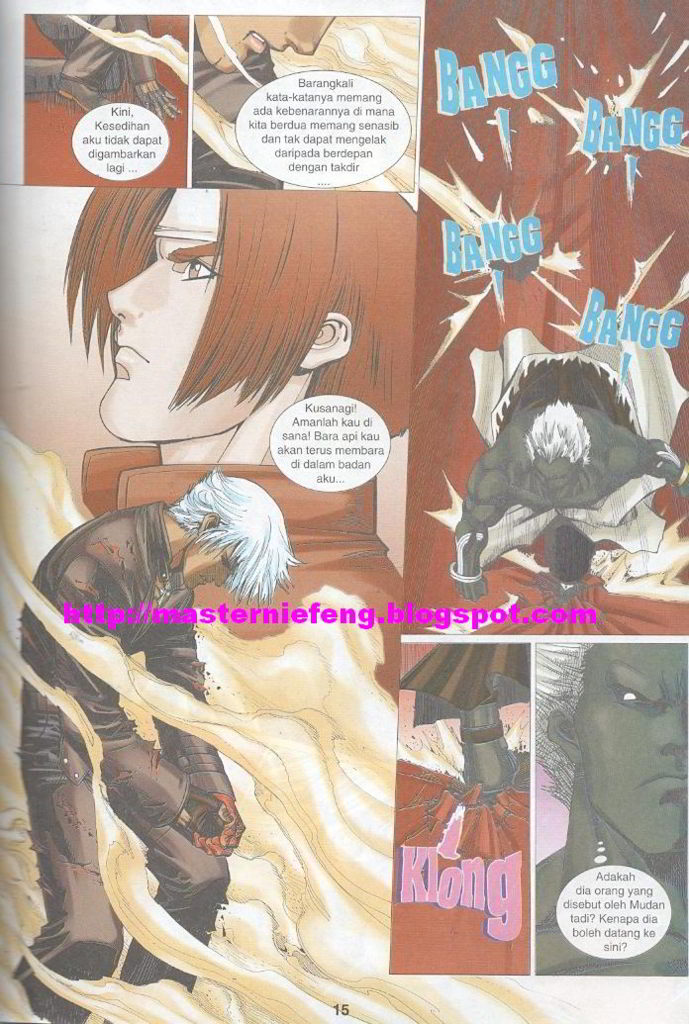 Kini,
Kesedihan
aku tidak dapat
digambarkan
lagi ...
Barangkali
kata-katanya memang
ada kebenarannya di mana
kita berdua memang senasib
dan tak dapat mengelak
daripada berdepan
dengan takdir
....
BANGG
BANGG
BANGG
BANGG
Kusanagi!
Amanlah kau di
sana! Bara api kau
akan terus membara
di dalam badan
aku...
http://masterniefeng.blogspot.com
Klong
Adakah
dia orang yang
disebut oleh Mudan
tadi? Kenapa dia
boleh datang ke
sini?
15